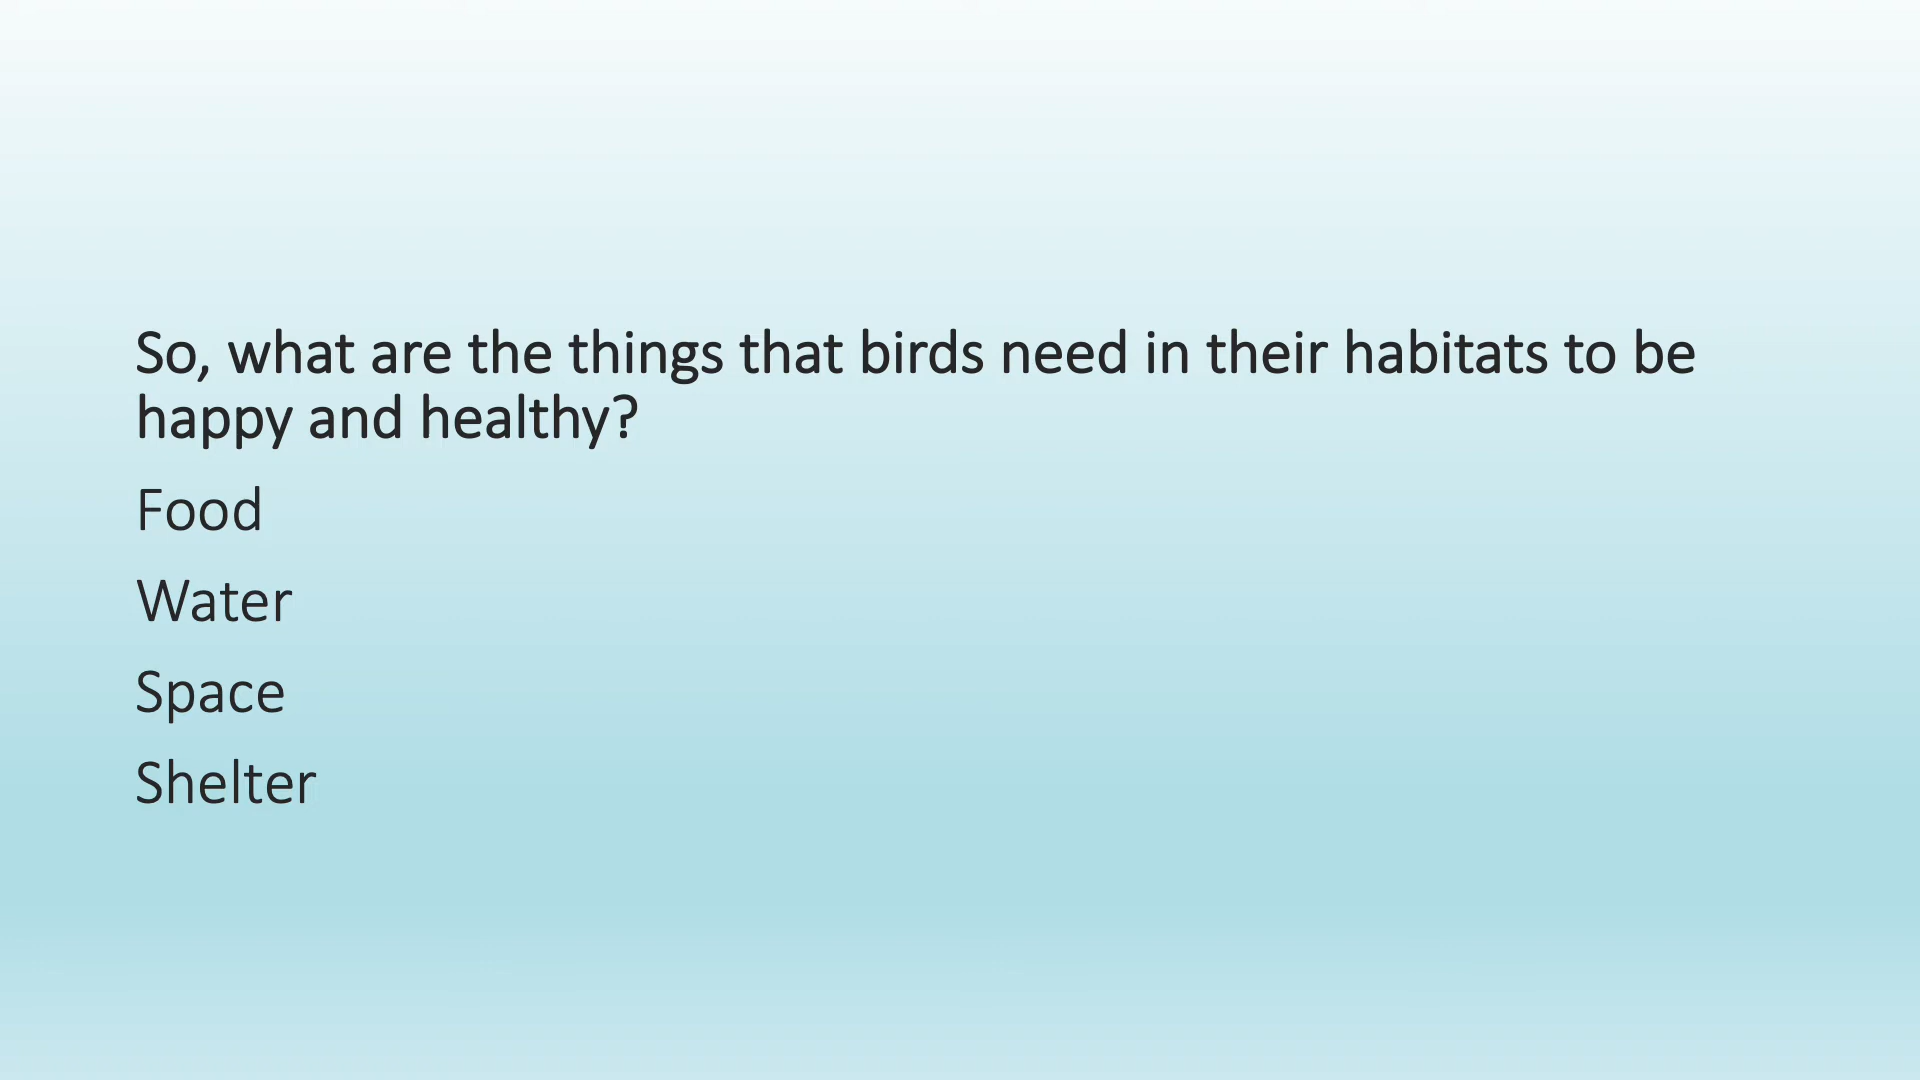 So, what are the things that birds need in their habitats to be
happy and healthy?
Food
Water
Space
Shelter